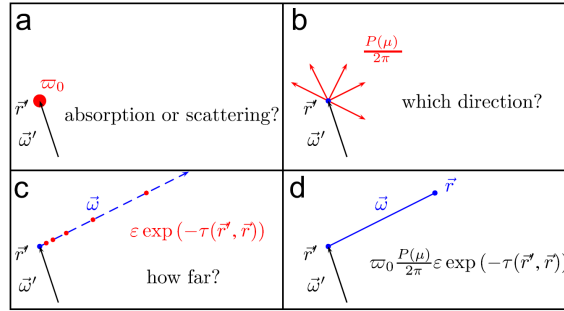 a
ϖ₀
r⃗′
absorption or scattering?
ω⃗′
b
P(μ)
2π
r⃗′
which direction?
ω⃗′
c
ω⃗
r⃗′
ε exp (−τ(r⃗′, r⃗))
ω⃗′
how far?
d
r⃗
ω⃗
r⃗′
ω⃗′
ϖ₀ P(μ)/2π ε exp (−τ(r⃗′, r⃗))